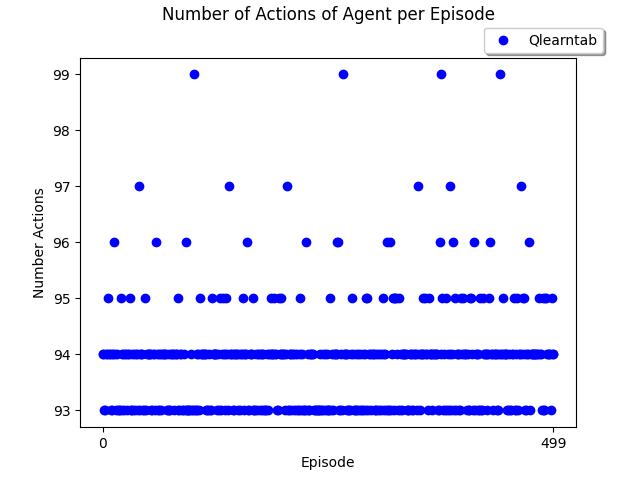 Number of Actions of Agent per Episode
Qlearntab
99
98
97
96
95
94
93
Number Actions
0
499
Episode